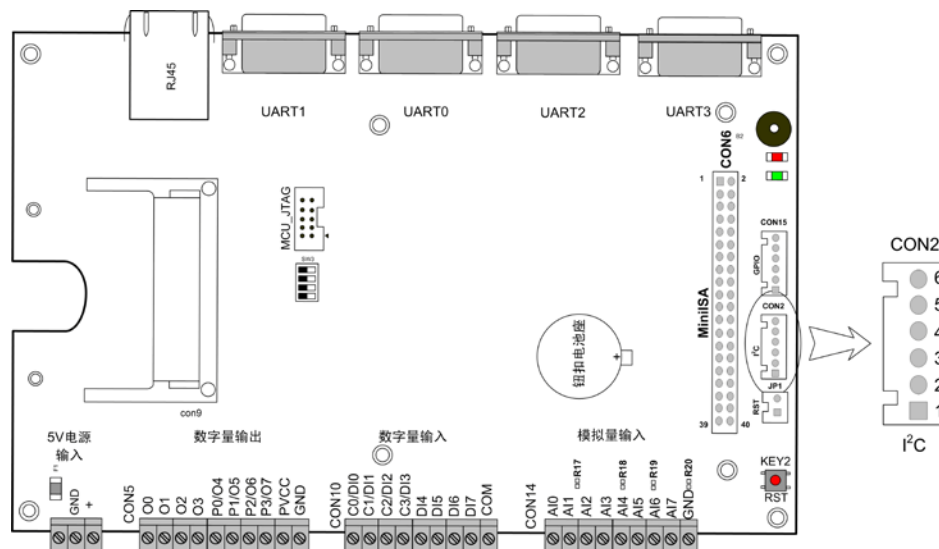 RJ45
UART1
UART0
UART2
UART3
CON6
1
2
MCU_JTAG
SW3
MiniISA
39
40
CON15
GPIO
CON2
I²C
JP1
RST
KEY2
RST
CON2
6
5
4
3
2
1
I²C
con9
钮扣电池座
+
5V电源
输入
F1
GND
+
数字量输出
CON5
O0
O1
O2
O3
P0/O4
P1/O5
P2/O6
P3/O7
PVCC
GND
数字量输入
CON10
C0/DI0
C1/DI1
C2/DI2
C3/DI3
DI4
DI5
DI6
DI7
COM
模拟量输入
CON14
AI0
AI1
R17
AI2
AI3
R18
AI4
AI5
R19
AI6
AI7
R20
GND